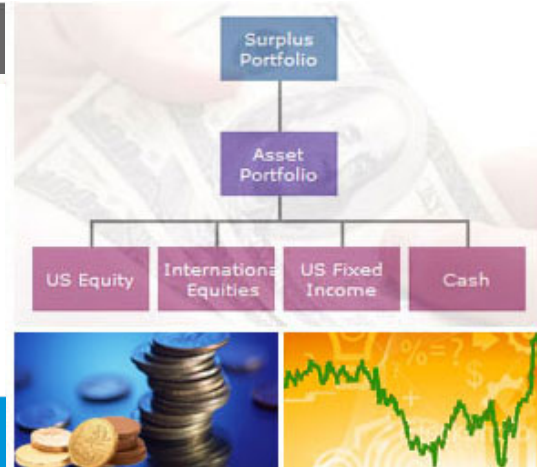 Surplus
Portfolio
Asset
Portfolio
US Equity
Internationa
Equities
US Fixed
Income
Cash
%=?
$